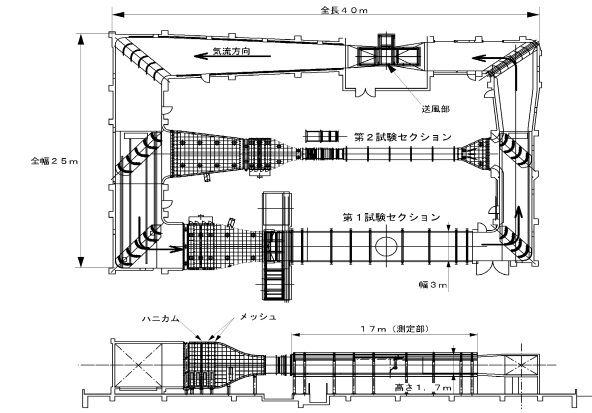 全長４０ｍ
気流方向
送風部
第２試験セクション
全幅２５ｍ
第１試験セクション
幅３ｍ
ハニカム
メッシュ
１７ｍ（測定部）
高さ１．７ｍ